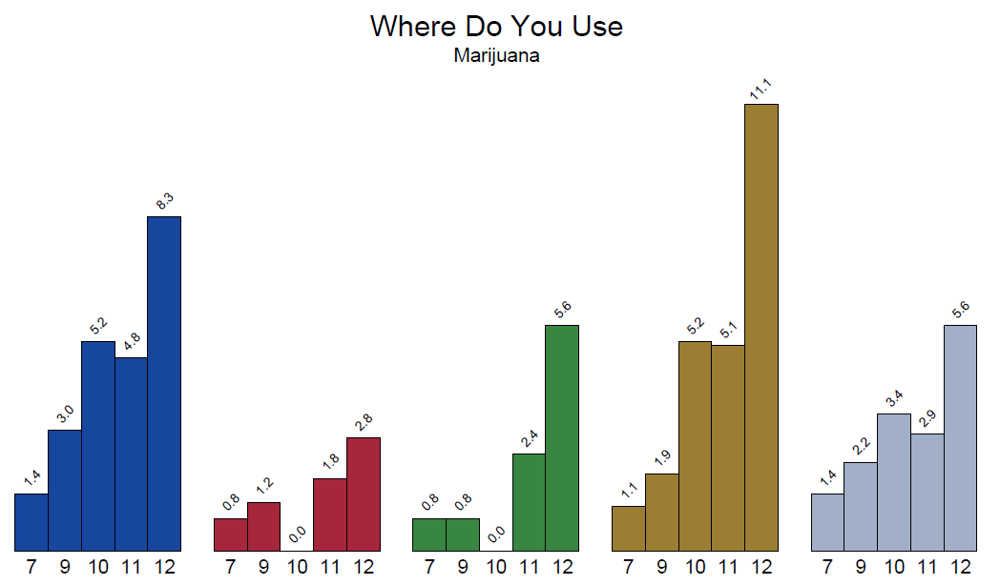 Where Do You Use
Marijuana
1.4 3.0 5.2 4.8 8.3
0.8 1.2 0.0 1.8 2.8
0.8 0.8 0.0 2.4 5.6
1.1 1.9 5.2 5.1 11.1
1.4 2.2 3.4 2.9 5.6
7 9 10 11 12
7 9 10 11 12
7 9 10 11 12
7 9 10 11 12
7 9 10 11 12